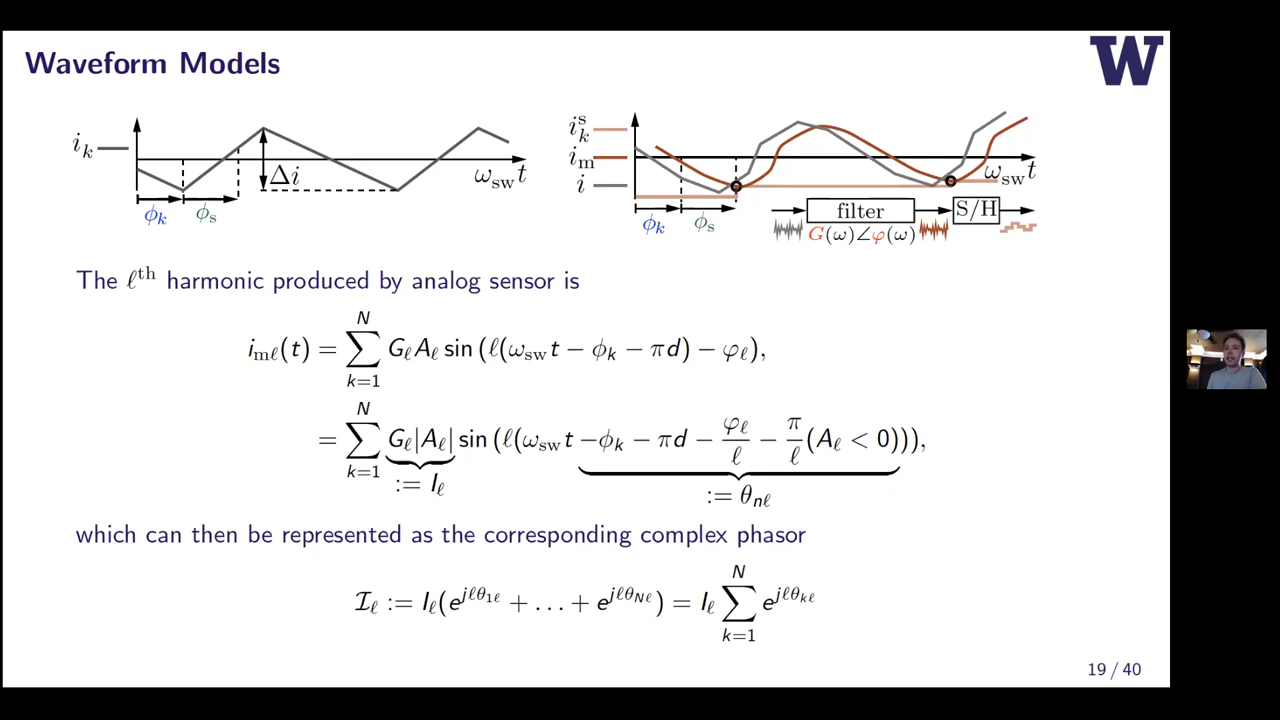 Waveform Models
W
i_k
Δi
ω_sw t
ϕ_k
ϕ_s
i_k^s
i_m
i
ω_sw t
ϕ_k
ϕ_s
filter
S/H
G(ω)∠φ(ω)
The ℓ^th harmonic produced by analog sensor is
i_mℓ(t) = ∑_{k=1}^{N} G_ℓ A_ℓ sin (ℓ(ω_sw t − ϕ_k − πd) − φ_ℓ),
= ∑_{k=1}^{N} G_ℓ|A_ℓ| sin (ℓ(ω_sw t −ϕ_k − πd − φ_ℓ/ℓ − π/ℓ (A_ℓ < 0))),
:= I_ℓ
:= θ_nℓ
which can then be represented as the corresponding complex phasor
ℐ_ℓ := I_ℓ(e^{jℓθ_1ℓ} + … + e^{jℓθ_Nℓ}) = I_ℓ ∑_{k=1}^{N} e^{jℓθ_kℓ}
19 / 40